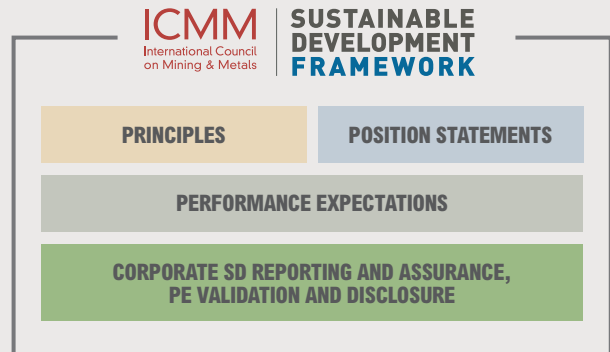 ICMM
International Council
on Mining & Metals
SUSTAINABLE
DEVELOPMENT
FRAMEWORK
PRINCIPLES
POSITION STATEMENTS
PERFORMANCE EXPECTATIONS
CORPORATE SD REPORTING AND ASSURANCE,
PE VALIDATION AND DISCLOSURE